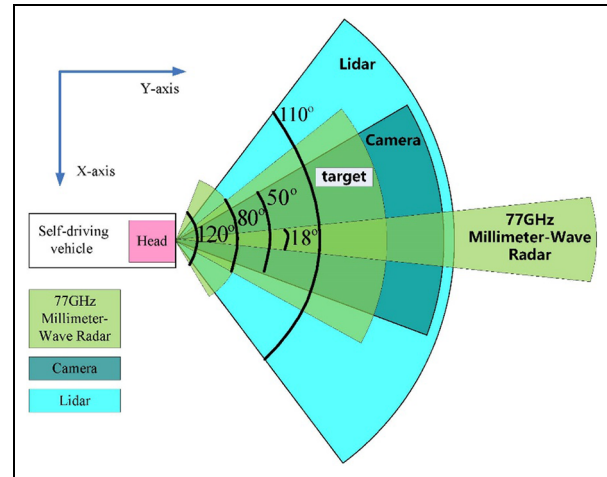 Lidar
Y-axis
110°
Camera
X-axis
target
50°
80°
77GHz
Millimeter-Wave
Radar
Self-driving
vehicle
Head
120°
18°
77GHz
Millimeter-
Wave Radar
Camera
Lidar